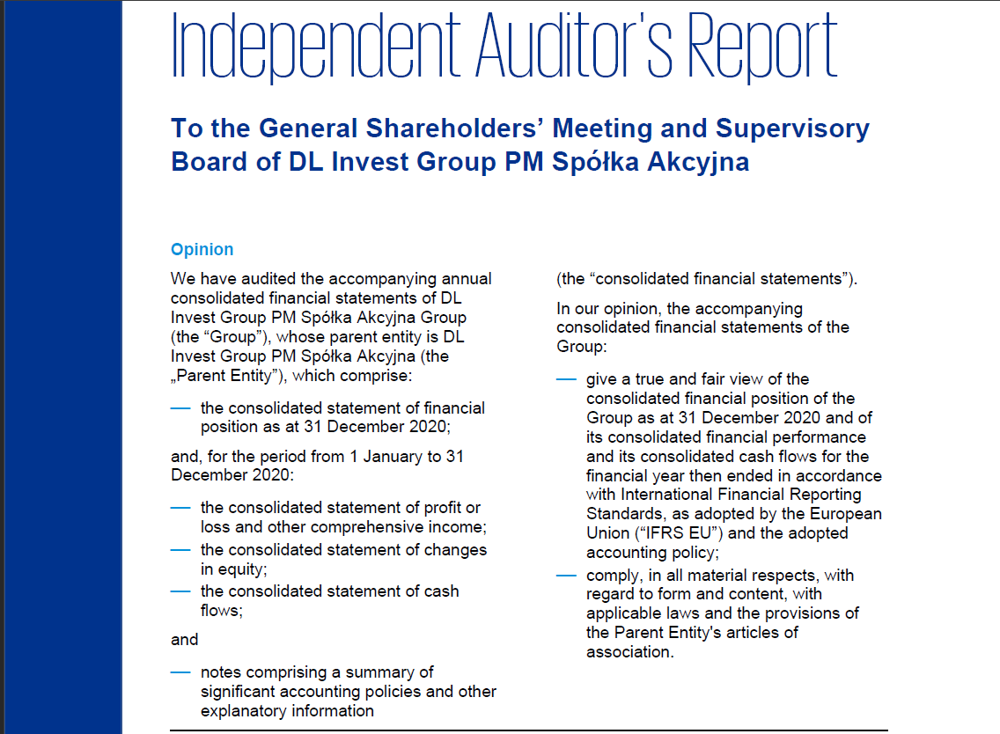 Independent Auditor's Report
To the General Shareholders’ Meeting and Supervisory
Board of DL Invest Group PM Spółka Akcyjna
Opinion
We have audited the accompanying annual
consolidated financial statements of DL
Invest Group PM Spółka Akcyjna Group
(the “Group”), whose parent entity is DL
Invest Group PM Spółka Akcyjna (the
„Parent Entity”), which comprise:
— the consolidated statement of financial
position as at 31 December 2020;
and, for the period from 1 January to 31
December 2020:
— the consolidated statement of profit or
loss and other comprehensive income;
— the consolidated statement of changes
in equity;
— the consolidated statement of cash
flows;
and
— notes comprising a summary of
significant accounting policies and other
explanatory information
(the “consolidated financial statements”).
In our opinion, the accompanying
consolidated financial statements of the
Group:
— give a true and fair view of the
consolidated financial position of the
Group as at 31 December 2020 and of
its consolidated financial performance
and its consolidated cash flows for the
financial year then ended in accordance
with International Financial Reporting
Standards, as adopted by the European
Union (“IFRS EU”) and the adopted
accounting policy;
— comply, in all material respects, with
regard to form and content, with
applicable laws and the provisions of
the Parent Entity's articles of
association.